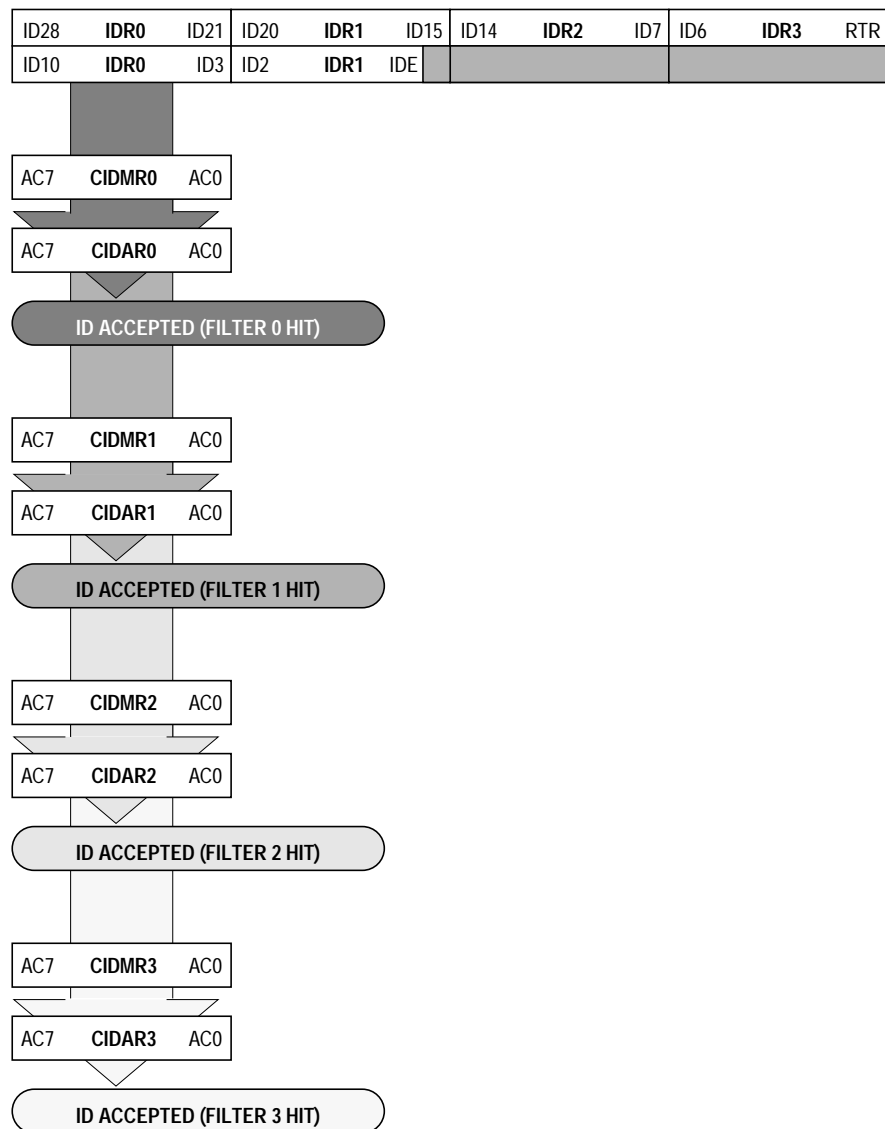 ID28 IDR0 ID21 ID20 IDR1 ID15 ID14 IDR2 ID7 ID6 IDR3 RTR
ID10 IDR0 ID3 ID2 IDR1 IDE
AC7 CIDMR0 AC0
AC7 CIDAR0 AC0
ID ACCEPTED (FILTER 0 HIT)
AC7 CIDMR1 AC0
AC7 CIDAR1 AC0
ID ACCEPTED (FILTER 1 HIT)
AC7 CIDMR2 AC0
AC7 CIDAR2 AC0
ID ACCEPTED (FILTER 2 HIT)
AC7 CIDMR3 AC0
AC7 CIDAR3 AC0
ID ACCEPTED (FILTER 3 HIT)